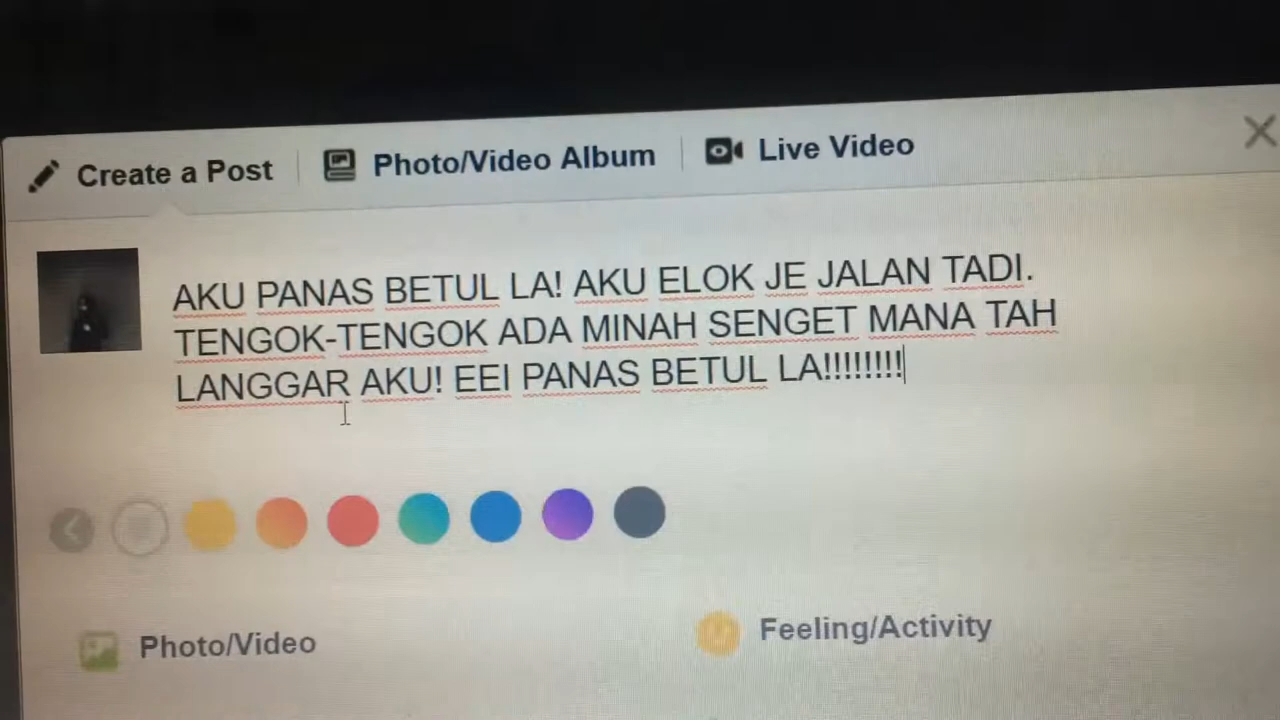 Create a Post Photo/Video Album Live Video
AKU PANAS BETUL LA! AKU ELOK JE JALAN TADI.
TENGOK-TENGOK ADA MINAH SENGET MANA TAH
LANGGAR AKU! EEI PANAS BETUL LA!!!!!!!!
Photo/Video Feeling/Activity